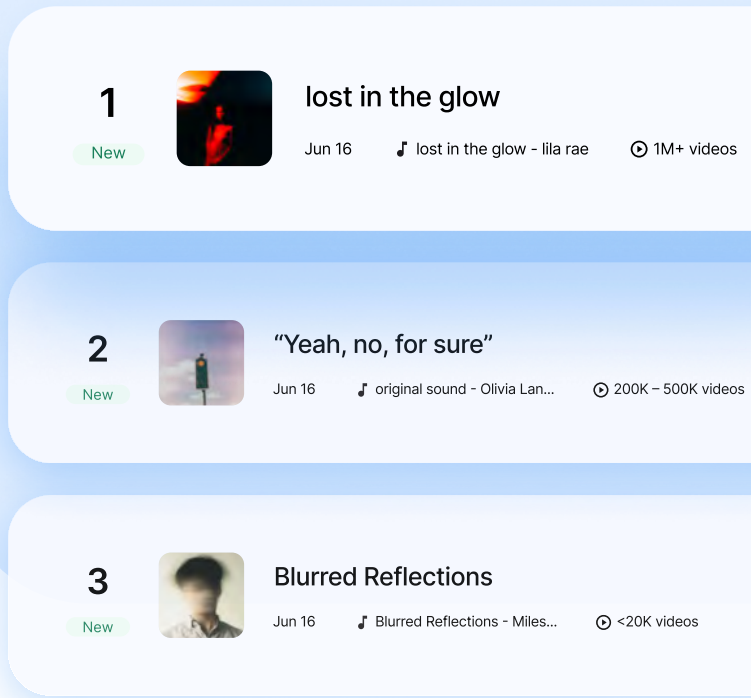 1
New
lost in the glow
Jun 16 lost in the glow - lila rae 1M+ videos
2
New
“Yeah, no, for sure”
Jun 16 original sound - Olivia Lan... 200K – 500K videos
3
New
Blurred Reflections
Jun 16 Blurred Reflections - Miles... <20K videos